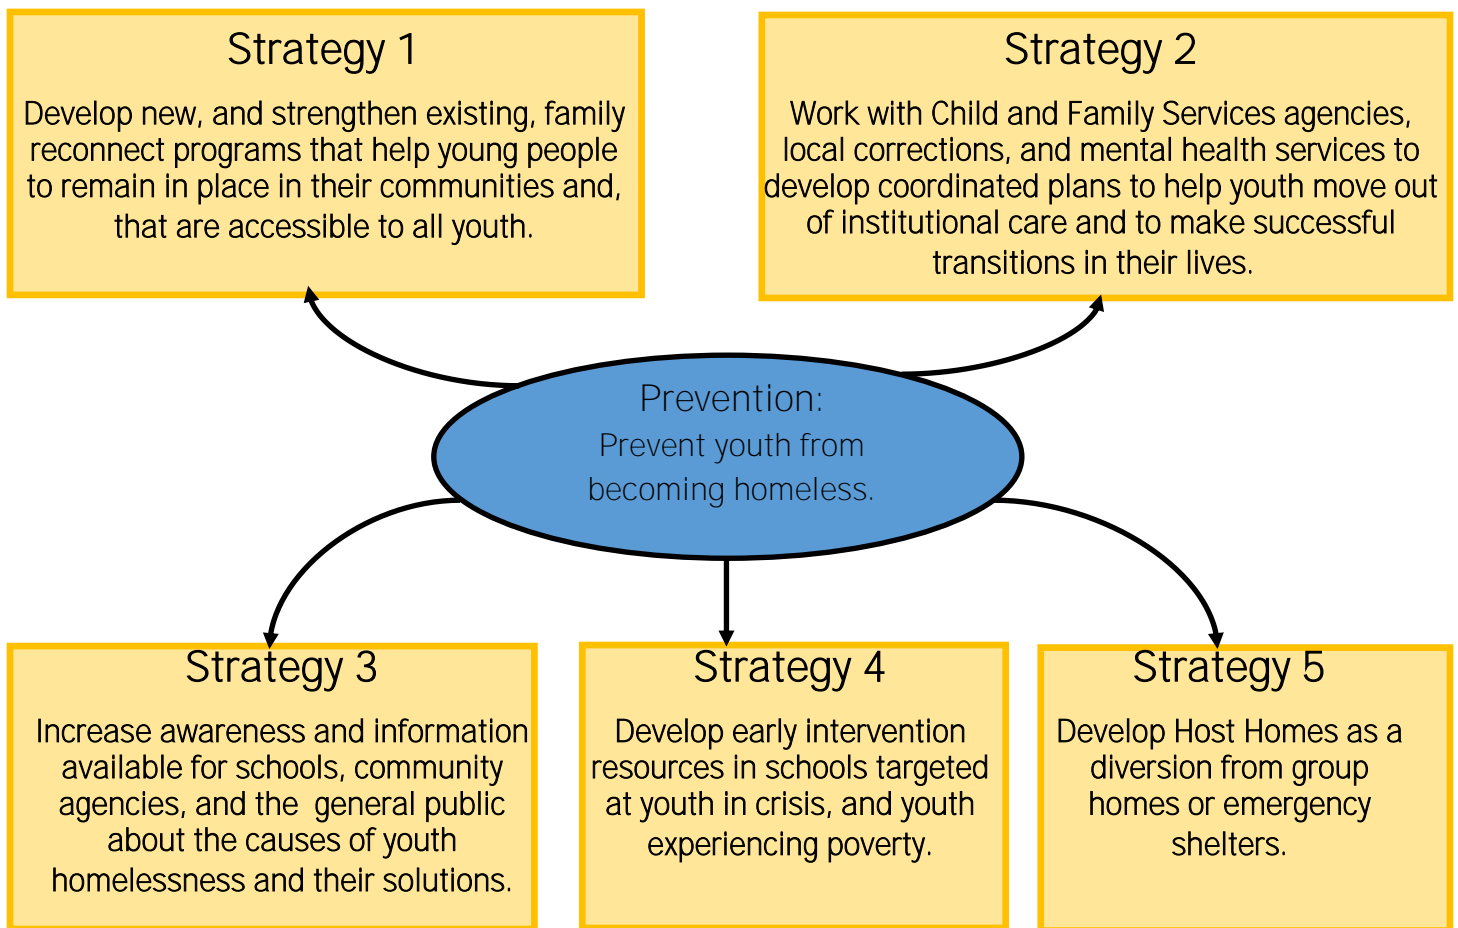 Strategy 1
Develop new, and strengthen existing, family
reconnect programs that help young people
to remain in place in their communities and,
that are accessible to all youth.
Strategy 2
Work with Child and Family Services agencies,
local corrections, and mental health services to
develop coordinated plans to help youth move out
of institutional care and to make successful
transitions in their lives.
Prevention:
Prevent youth from
becoming homeless.
Strategy 3
Increase awareness and information
available for schools, community
agencies, and the  general public
about the causes of youth
homelessness and their solutions.
Strategy 4
Develop early intervention
resources in schools targeted
at youth in crisis, and youth
experiencing poverty.
Strategy 5
Develop Host Homes as a
diversion from group
homes or emergency
shelters.